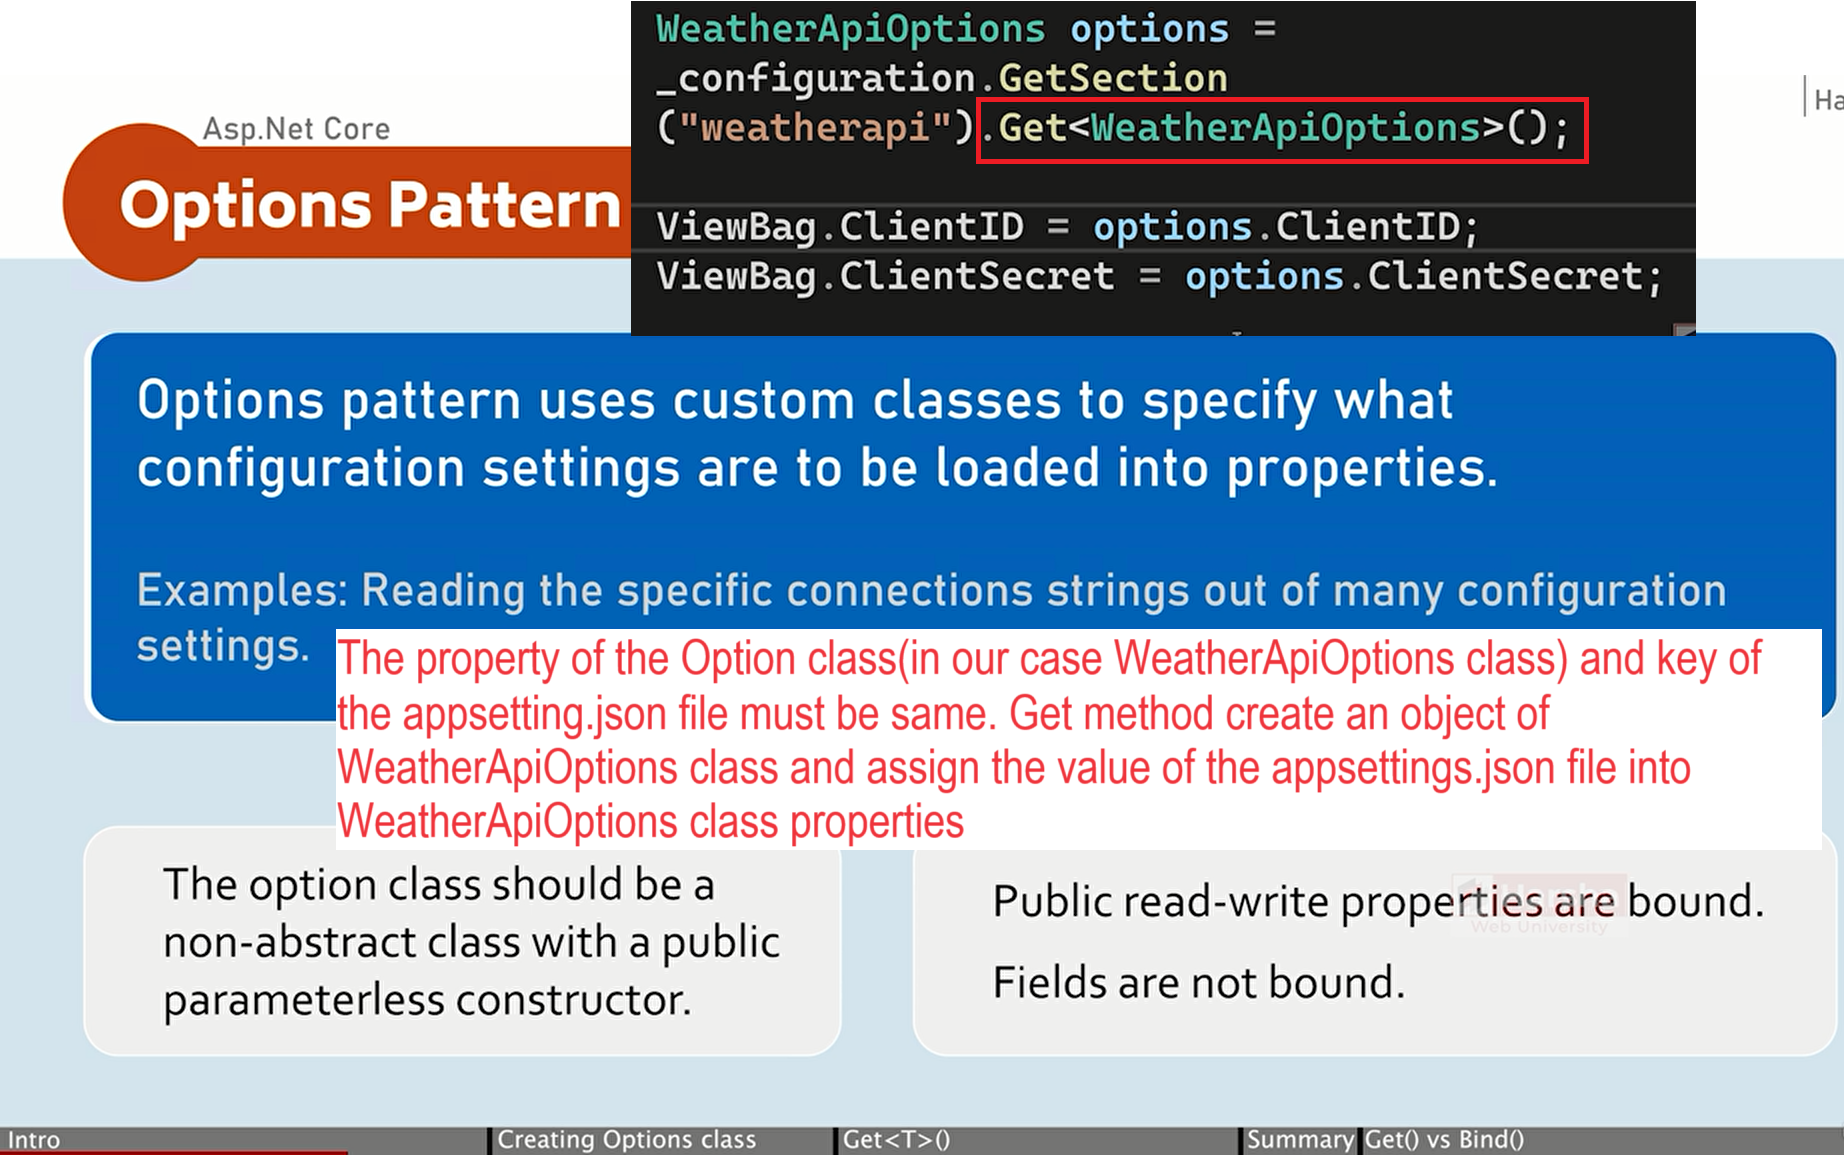 WeatherApiOptions options =
_configuration.GetSection
("weatherapi").Get<WeatherApiOptions>();
ViewBag.ClientID = options.ClientID;
ViewBag.ClientSecret = options.ClientSecret;
Ha
Asp.Net Core
Options Pattern
Options pattern uses custom classes to specify what
configuration settings are to be loaded into properties.
Examples: Reading the specific connections strings out of many configuration
settings.
The property of the Option class(in our case WeatherApiOptions class) and key of
the appsetting.json file must be same. Get method create an object of
WeatherApiOptions class and assign the value of the appsettings.json file into
WeatherApiOptions class properties
The option class should be a
non-abstract class with a public
parameterless constructor.
Public read-write properties are bound.
Harsha
Web University
Fields are not bound.
Intro
Creating Options class
Get<T>()
Summary
Get() vs Bind()